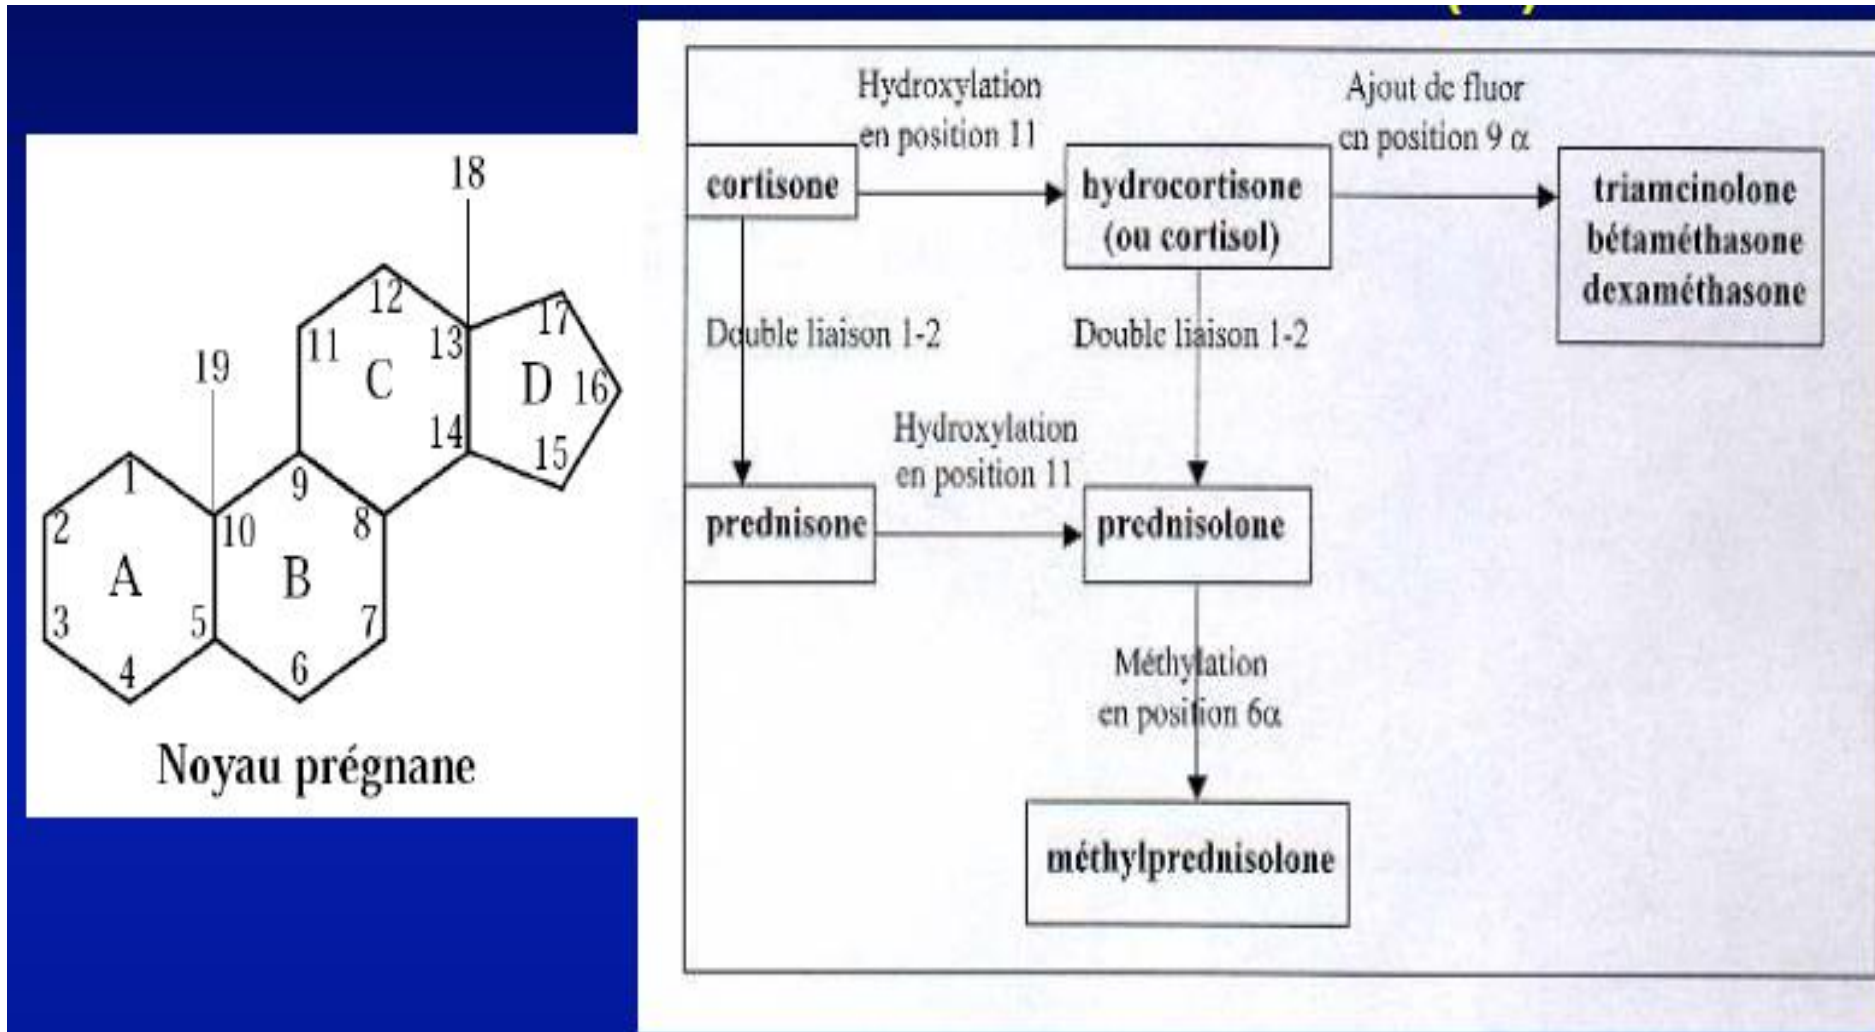 18
12
17
11
13
19
C
D
16
14
15
1
9
2
10
8
A
B
3
5
7
4
6
Noyau prégnane
Hydroxylation
en position 11
Ajout de fluor
en position 9 α
cortisone
hydrocortisone
(ou cortisol)
triamcinolone
bétaméthasone
dexaméthasone
Double liaison 1-2
Double liaison 1-2
Hydroxylation
en position 11
prednisone
prednisolone
Méthylation
en position 6α
méthylprednisolone